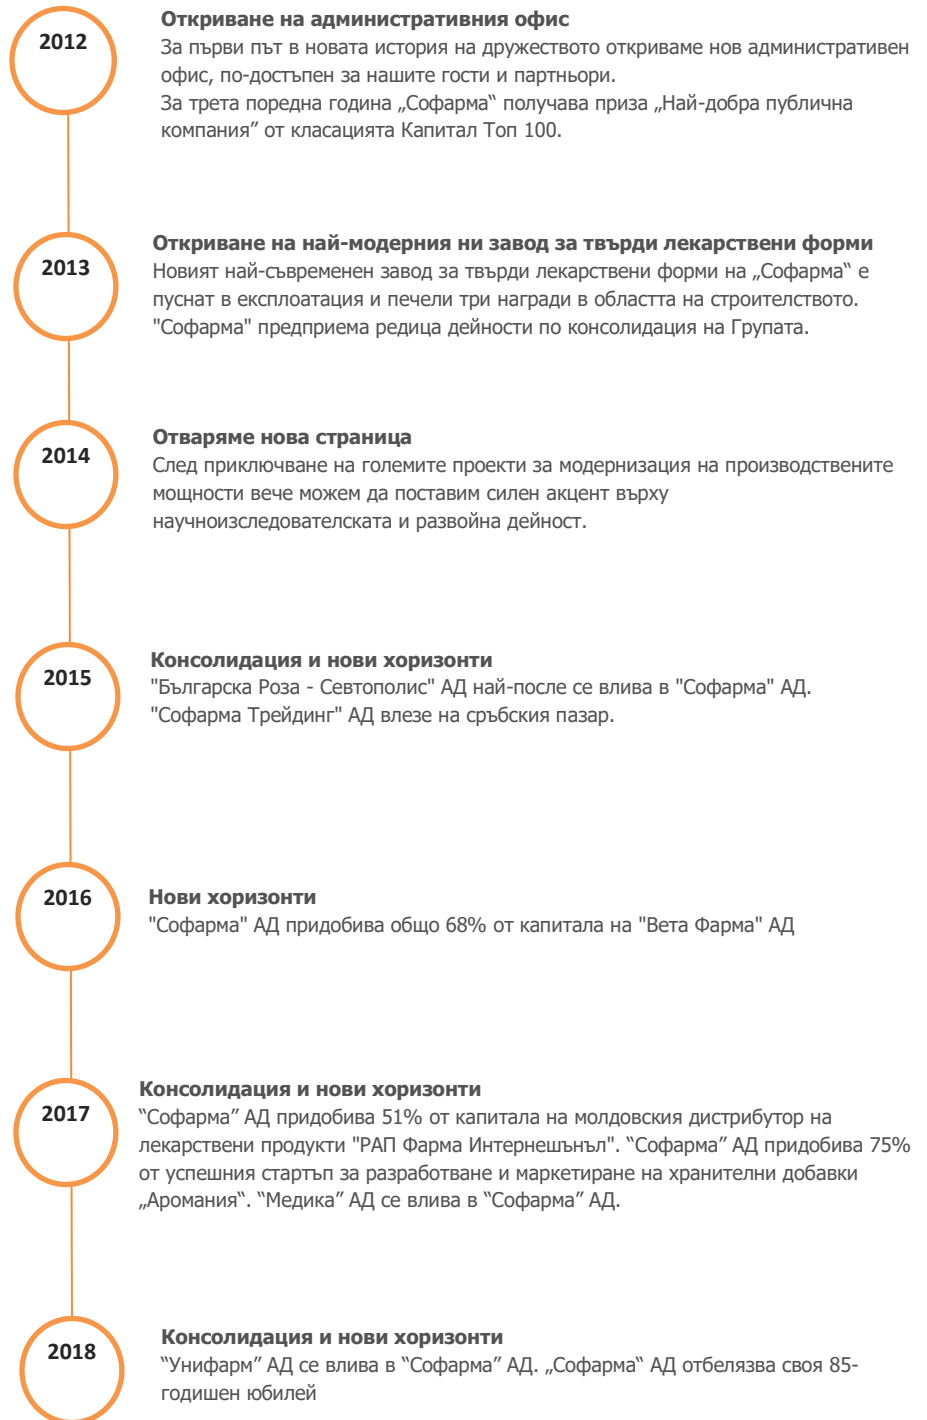 2012
Откриване на административния офис
За първи път в новата история на дружеството откриваме нов административен
офис, по-достъпен за нашите гости и партньори.
За трета поредна година „Софарма“ получава приза „Най-добра публична
компания” от класацията Капитал Топ 100.
2013
Откриване на най-модерния ни завод за твърди лекарствени форми
Новият най-съвременен завод за твърди лекарствени форми на „Софарма“ е
пуснат в експлоатация и печели три награди в областта на строителството.
"Софарма" предприема редица дейности по консолидация на Групата.
2014
Отваряме нова страница
След приключване на големите проекти за модернизация на производствените
мощности вече можем да поставим силен акцент върху
научноизследователската и развойна дейност.
2015
Консолидация и нови хоризонти
"Българска Роза - Севтополис" АД най-после се влива в "Софарма" АД.
"Софарма Трейдинг" АД влезе на сръбския пазар.
2016
Нови хоризонти
"Софарма" АД придобива общо 68% от капитала на "Вета Фарма" АД
2017
Консолидация и нови хоризонти
“Софарма” АД придобива 51% от капитала на молдовския дистрибутор на
лекарствени продукти "РАП Фарма Интернешънъл". “Софарма” АД придобива 75%
от успешния стартъп за разработване и маркетиране на хранителни добавки
„Аромания“. “Медика” АД се влива в “Софарма” АД.
2018
Консолидация и нови хоризонти
“Унифарм” АД се влива в “Софарма” АД. „Софарма“ АД отбелязва своя 85-
годишен юбилей